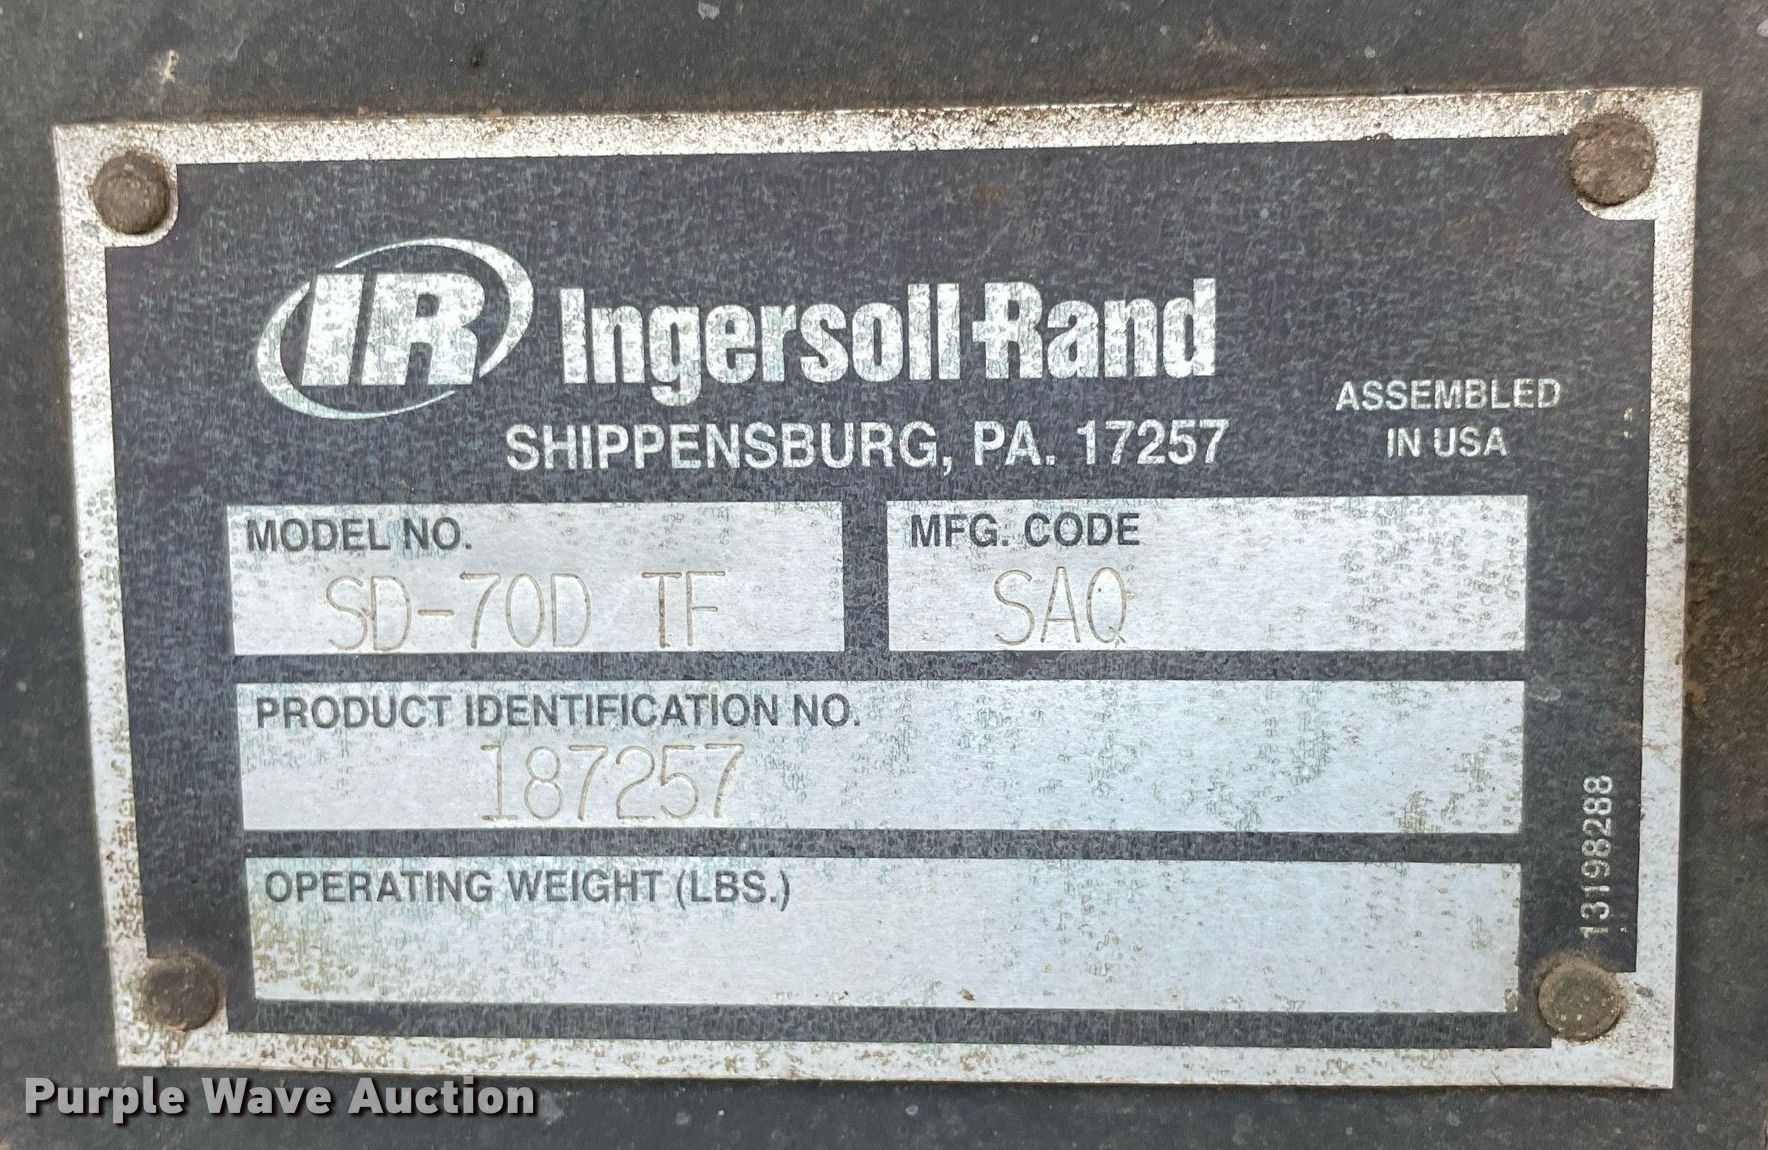 IR Ingersoll-Rand
SHIPPENSBURG, PA. 17257
ASSEMBLED
IN USA
MODEL NO.
SD-70D TF
MFG. CODE
SAQ
PRODUCT IDENTIFICATION NO.
187257
OPERATING WEIGHT (LBS.)
13198288
Purple Wave Auction